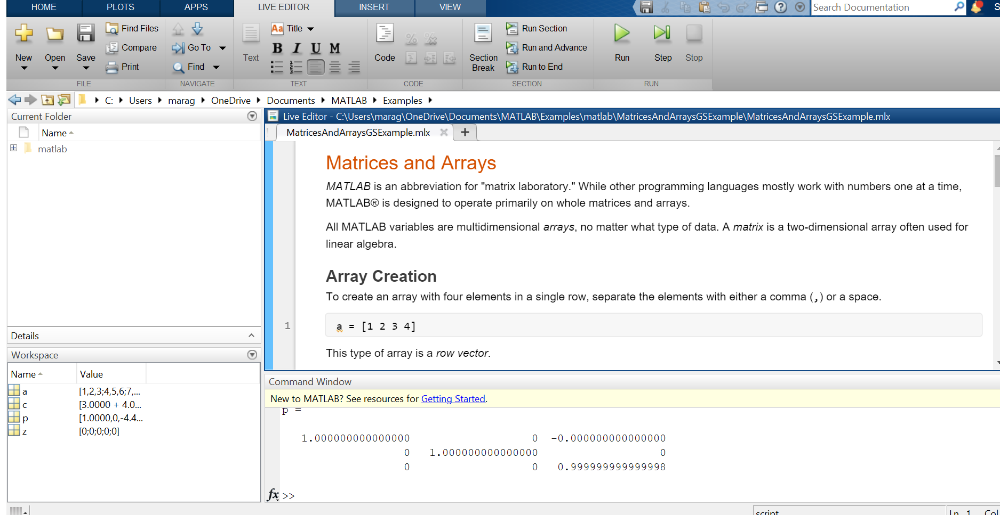 HOME PLOTS APPS LIVE EDITOR INSERT VIEW Search Documentation
New Open Save Find Files Compare Print
FILE
Go To Find
NAVIGATE
Text Aa Title B I U M
TEXT
Code
CODE
Section Break Run Section Run and Advance Run to End
SECTION
Run Step Stop
RUN
C: Users marag OneDrive Documents MATLAB Examples
Current Folder
Name
matlab
Details
Workspace
Name Value
a [1,2,3;4,5,6;7,...
c [3.0000 + 4.0...
p [1.0000,0,-4.4...
z [0;0;0;0;0]
Live Editor - C:\Users\marag\OneDrive\Documents\MATLAB\Examples\matlab\MatricesAndArraysGSExample\MatricesAndArraysGSExample.mlx
MatricesAndArraysGSExample.mlx
Matrices and Arrays
MATLAB is an abbreviation for "matrix laboratory." While other programming languages mostly work with numbers one at a time,
MATLAB® is designed to operate primarily on whole matrices and arrays.
All MATLAB variables are multidimensional arrays, no matter what type of data. A matrix is a two-dimensional array often used for
linear algebra.
Array Creation
To create an array with four elements in a single row, separate the elements with either a comma (,) or a space.
1 a = [1 2 3 4]
This type of array is a row vector.
Command Window
New to MATLAB? See resources for Getting Started.
p =
1.000000000000000 0 -0.000000000000000
0 1.000000000000000 0
0 0 0.999999999999998
fx >>
script Ln 1 Col